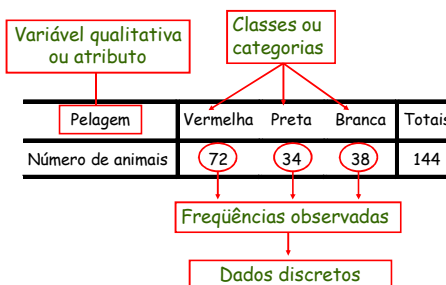 Variável qualitativa
ou atributo
Classes ou
categorias
Pelagem Vermelha Preta Branca Totais
Número de animais 72 34 38 144
Freqüências observadas
Dados discretos